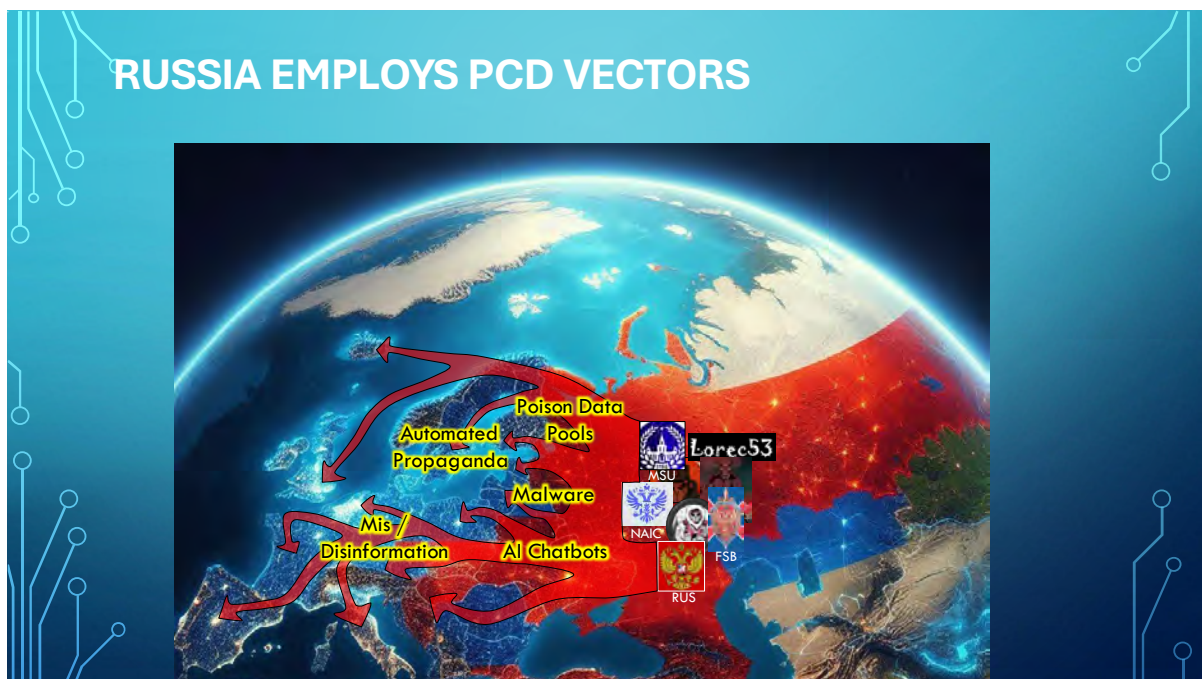 RUSSIA EMPLOYS PCD VECTORS
Poison Data
Pools
Automated
Propaganda
Lorec53
MSU
Malware
NAIC
Mis /
Disinformation
AI Chatbots
FSB
RUS